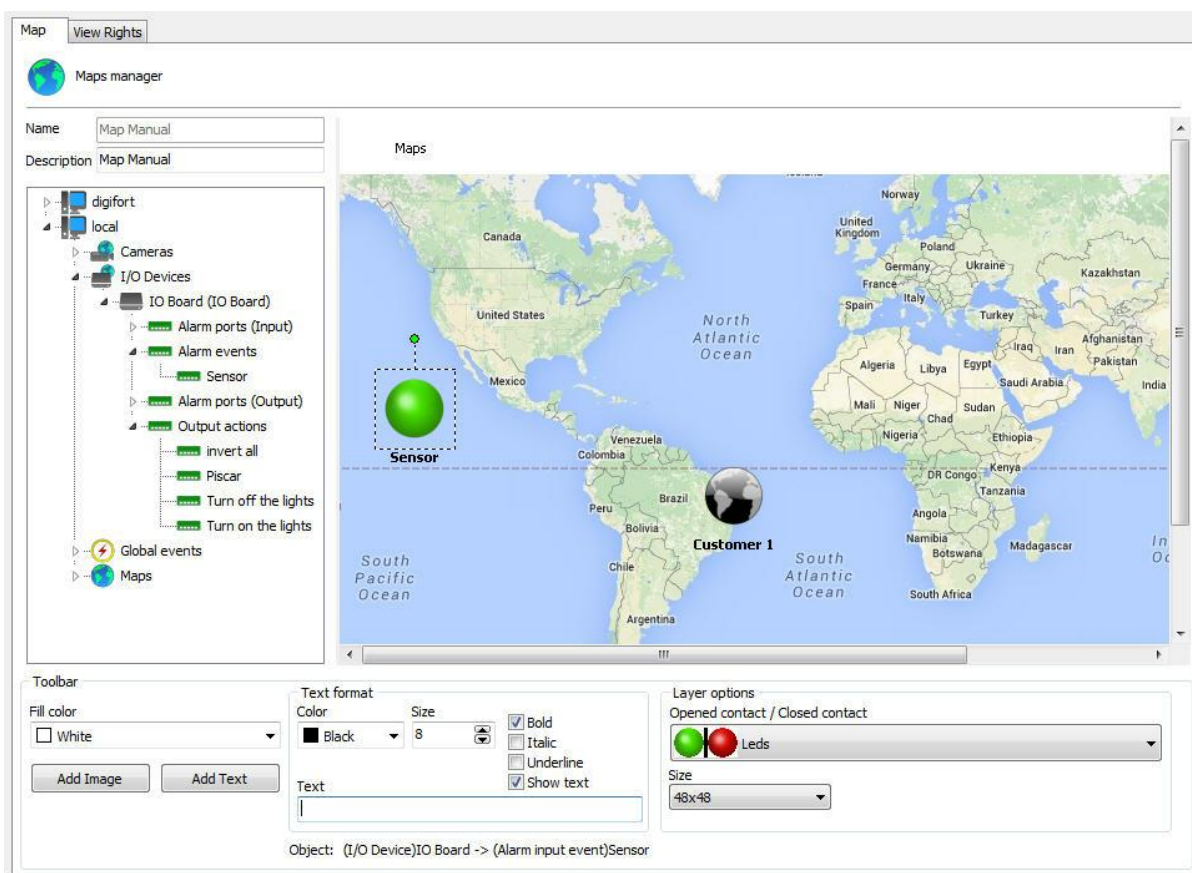 Map
View Rights
Maps manager
Name
Map Manual
Description
Map Manual
digifort
local
Cameras
I/O Devices
IO Board (IO Board)
Alarm ports (Input)
Alarm events
Sensor
Alarm ports (Output)
Output actions
invert all
Piscar
Turn off the lights
Turn on the lights
Global events
Maps
Maps
Norway
Canada
United
Kingdom
Poland
Germany
Ukraine
Kazakhstan
France
Italy
Spain
United States
North
Atlantic
Ocean
Turkey
Iraq
Iran
Afghanistan
Pakistan
Algeria
Libya
Egypt
Saudi Arabia
India
Mexico
Mali
Niger
Chad
Sudan
Nigeria
Ethiopia
Venezuela
Colombia
Sensor
DR Congo
Kenya
Tanzania
Brazil
Peru
Angola
Bolivia
Customer 1
Namibia
Botswana
Madagascar
In
South
Pacific
Ocean
Chile
South
Atlantic
Ocean
South Africa
Argentina
Toolbar
Fill color
White
Add Image
Add Text
Text format
Color
Black
Size
8
Bold
Italic
Underline
Show text
Text
Layer options
Opened contact / Closed contact
Leds
Size
48x48
Object: (I/O Device)IO Board -> (Alarm input event)Sensor